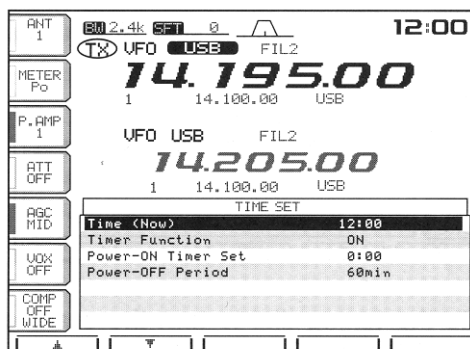 ANT
1
BW 2.4k SFT 0
12:00
TX VFO USB FIL2
14.195.00
1 14.100.00 USB
METER
Po
P.AMP
1
VFO USB FIL2
14.205.00
1 14.100.00 USB
ATT
OFF
AGC
MID
VOX
OFF
COMP
OFF
WIDE
TIME SET
Time (Now) 12:00
Timer Function ON
Power-ON Timer Set 0:00
Power-OFF Period 60min